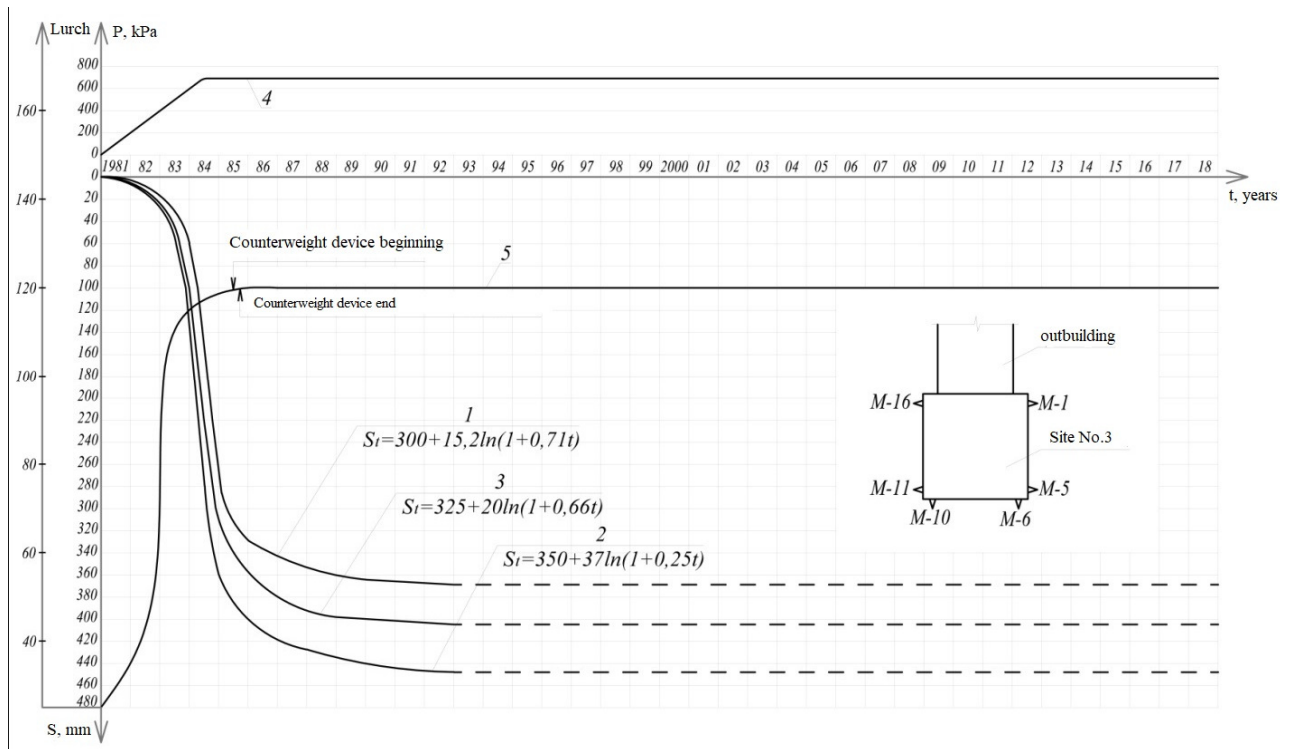 Lurch
P, kPa
800
600
400
200
0
160
140
120
100
80
60
40
4
1981 82 83 84 85 86 87 88 89 90 91 92 93 94 95 96 97 98 99 2000 01 02 03 04 05 06 07 08 09 10 11 12 13 14 15 16 17 18
t, years
0
20
40
60
80
100
120
140
160
180
200
220
240
260
280
300
320
340
360
380
400
420
440
460
480
S, mm
Counterweight device beginning
Counterweight device end
5
1
St=300+15,2ln(1+0,71t)
3
St=325+20ln(1+0,66t)
2
St=350+37ln(1+0,25t)
outbuilding
M-16
M-1
Site No.3
M-11
M-5
M-10
M-6